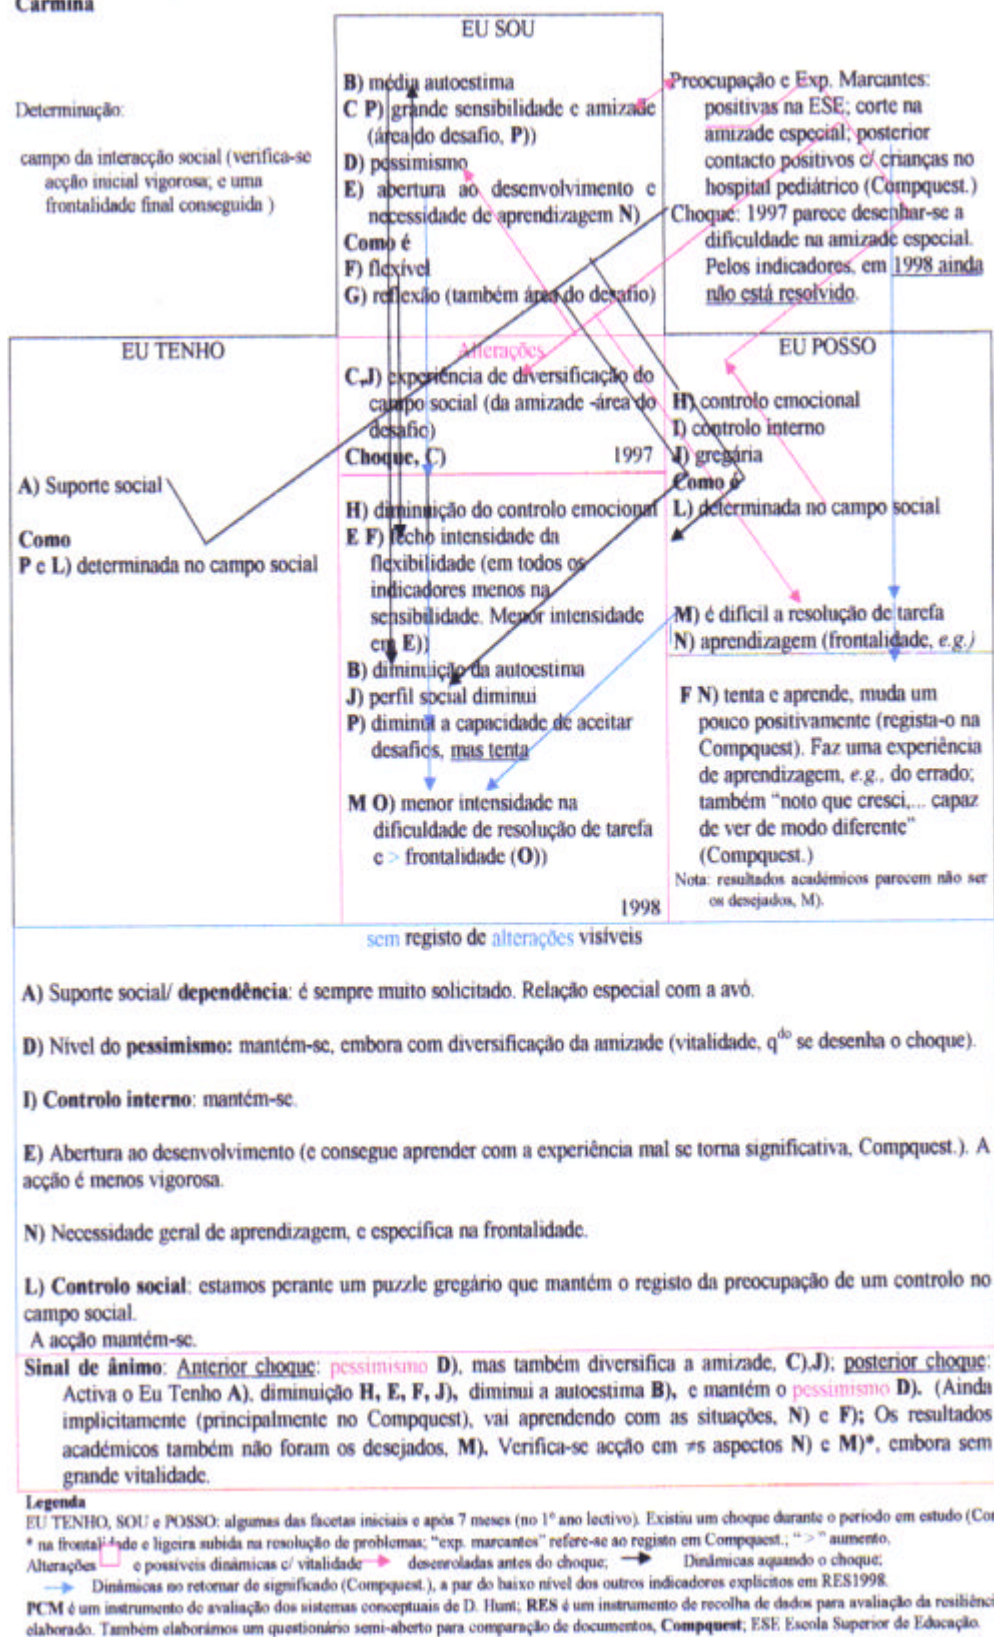 Carmina
EU SOU
B) média autoestima
C P) grande sensibilidade e amizade
(área do desafio, P))
D) pessimismo
E) abertura ao desenvolvimento e
necessidade de aprendizagem N)
Como é
F) flexível
G) reflexão (também área do desafio)
Determinação:
campo da interacção social (verifica-se
acção inicial vigorosa; e uma
frontalidade final conseguida )
Preocupação e Exp. Marcantes:
positivas na ESE; corte na
amizade especial; posterior
contacto positivos c/ crianças no
hospital pediátrico (Compquest.)
Choque: 1997 parece desenhar-se a
dificuldade na amizade especial.
Pelos indicadores, em 1998 ainda
não está resolvido.
EU TENHO
A) Suporte social
Como
P e L) determinada no campo social
Alterações
C,J) experiência de diversificação do
campo social (da amizade -área do
desafio)
Choque, C) 1997
H) diminuição do controlo emocional
E F) fecho intensidade da
flexibilidade (em todos os
indicadores menos na
sensibilidade. Menor intensidade
em E))
B) diminuição da autoestima
J) perfil social diminui
P) diminui a capacidade de aceitar
desafios, mas tenta
M O) menor intensidade na
dificuldade de resolução de tarefa
e > frontalidade (O))
1998
EU POSSO
H) controlo emocional
I) controlo interno
J) gregária
Como é
L) determinada no campo social
M) é dificil a resolução de tarefa
N) aprendizagem (frontalidade, e.g.)
F N) tenta e aprende, muda um
pouco positivamente (regista-o na
Compquest). Faz uma experiência
de aprendizagem, e.g., do errado;
também “noto que cresci,... capaz
de ver de modo diferente”
(Compquest.)
Nota: resultados académicos parecem não ser
os desejados, M).
sem registo de alterações visíveis
A) Suporte social/ dependência: é sempre muito solicitado. Relação especial com a avó.
D) Nível do pessimismo: mantém-se, embora com diversificação da amizade (vitalidade, qdo se desenha o choque).
I) Controlo interno: mantém-se.
E) Abertura ao desenvolvimento (e consegue aprender com a experiência mal se torna significativa, Compquest.). A
acção é menos vigorosa.
N) Necessidade geral de aprendizagem, e específica na frontalidade.
L) Controlo social: estamos perante um puzzle gregário que mantém o registo da preocupação de um controlo no
campo social.
A acção mantém-se.
Sinal de ânimo: Anterior choque: pessimismo D), mas também diversifica a amizade, C).J); posterior choque:
Activa o Eu Tenho A), diminuição H, E, F, J), diminui a autoestima B), e mantém o pessimismo D). (Ainda
implicitamente (principalmente no Compquest), vai aprendendo com as situações, N) e F); Os resultados
académicos também não foram os desejados, M). Verifica-se acção em ≠s aspectos N) e M)*, embora sem
grande vitalidade.
Legenda
EU TENHO, SOU e POSSO: algumas das facetas iniciais e após 7 meses (no 1º ano lectivo). Existiu um choque durante o periodo em estudo (Con
* na frontalidade e ligeira subida na resolução de problemas; “exp. marcantes” refere-se ao registo em Compquest.; “ > ” aumento,
Alterações e possíveis dinâmicas c/ vitalidade desenroladas antes do choque; Dinâmicas aquando o choque;
Dinâmicas no retomar de significado (Compquest.), a par do baixo nível dos outros indicadores explícitos em RES1998.
PCM é um instrumento de avaliação dos sistemas conceptuais de D. Hunt; RES é um instrumento de recolha de dados para avaliação da resiliênci
elaborado. Também elaborámos um questionário semi-aberto para comparação de documentos, Compquest; ESE Escola Superior de Educação.